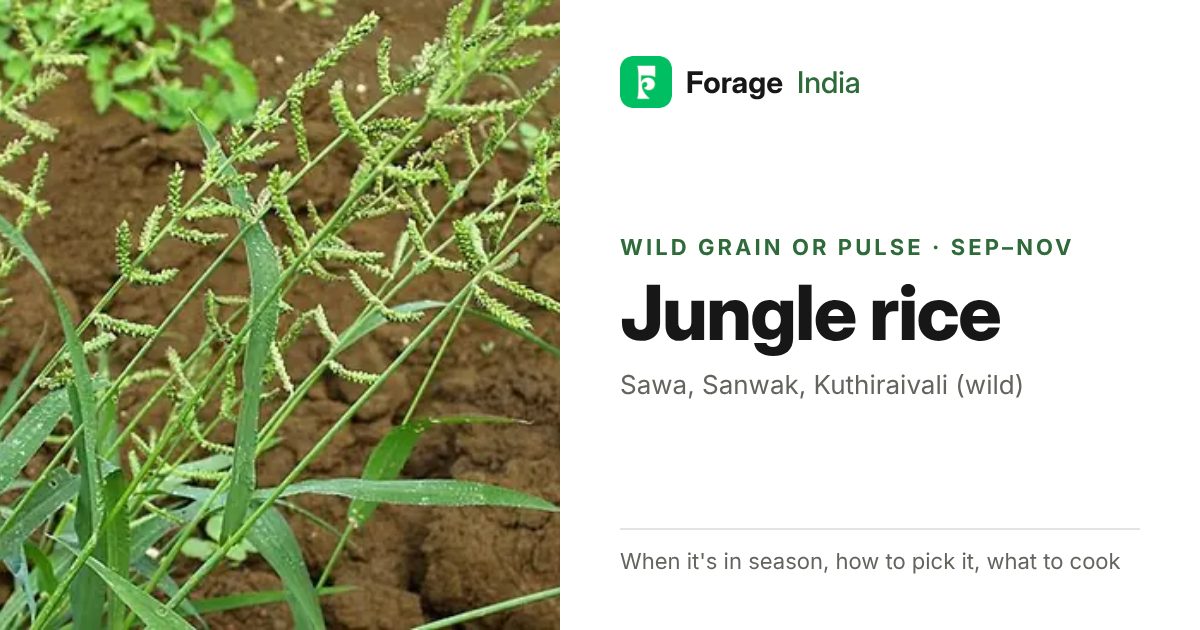 Forage India
WILD GRAIN OR PULSE · SEP–NOV
Jungle rice
Sawa, Sanwak, Kuthiraivali (wild)
When it's in season, how to pick it, what to cook